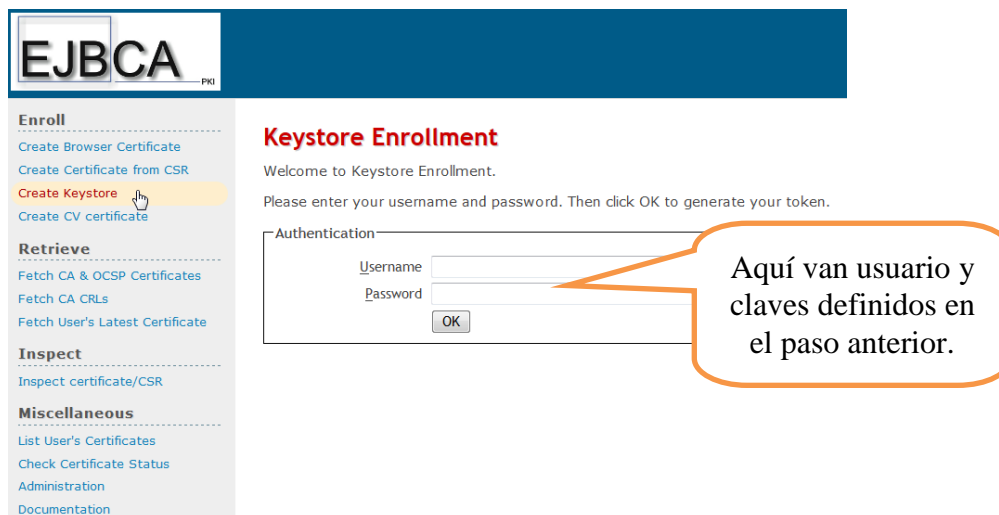 EJBCA
PKI
Enroll
Create Browser Certificate
Create Certificate from CSR
Create Keystore
Create CV certificate
Retrieve
Fetch CA & OCSP Certificates
Fetch CA CRLs
Fetch User's Latest Certificate
Inspect
Inspect certificate/CSR
Miscellaneous
List User's Certificates
Check Certificate Status
Administration
Documentation
Keystore Enrollment
Welcome to Keystore Enrollment.
Please enter your username and password. Then click OK to generate your token.
Authentication
Username
Password
OK
Aquí van usuario y
claves definidos en
el paso anterior.